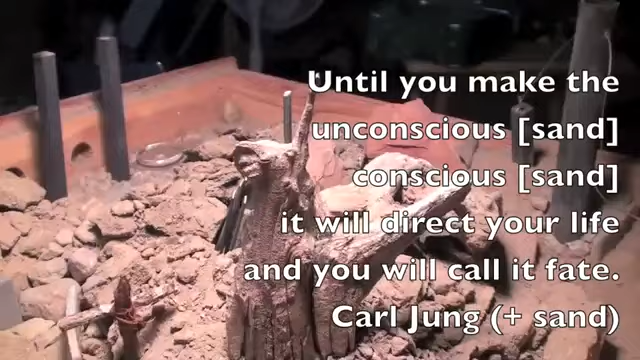 Until you make the
unconscious [sand]
conscious [sand]
it will direct your life
and you will call it fate.
Carl Jung (+ sand)